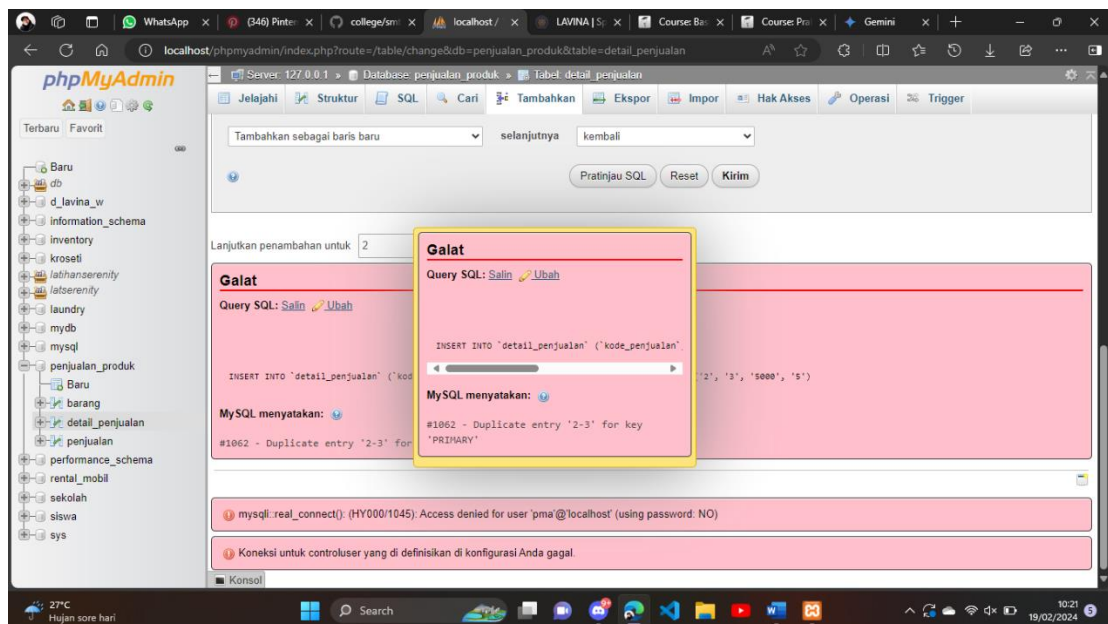 WhatsApp
(346) Pinter
college/sm
localhost /
LAVINA | Sp
Course: Bas
Course: Pra
Gemini
localhost/phpmyadmin/index.php?route=/table/change&db=penjualan_produk&table=detail_penjualan
phpMyAdmin
Terbaru Favorit
Baru
db
d_lavina_w
information_schema
inventory
kroseti
latihanserenity
latserenity
laundry
mydb
mysql
penjualan_produk
Baru
barang
detail_penjualan
penjualan
performance_schema
rental_mobil
sekolah
siswa
sys
Server: 127.0.0.1 » Database: penjualan_produk » Tabel: detail_penjualan
Jelajahi Struktur SQL Cari Tambahkan Ekspor Impor Hak Akses Operasi Trigger
Tambahkan sebagai baris baru selanjutnya kembali
Pratinjau SQL Reset Kirim
Lanjutkan penambahan untuk 2
Galat
Query SQL: Salin Ubah
INSERT INTO `detail_penjualan` (`kod
'2', '3', '5000', '5')
MySQL menyatakan:
#1062 - Duplicate entry '2-3' for
Galat
Query SQL: Salin Ubah
INSERT INTO `detail_penjualan` (`kode_penjualan`
MySQL menyatakan:
#1062 - Duplicate entry '2-3' for key
'PRIMARY'
mysqli::real_connect(): (HY000/1045): Access denied for user 'pma'@'localhost' (using password: NO)
Koneksi untuk controluser yang di definisikan di konfigurasi Anda gagal.
Konsol
27°C
Hujan sore hari
Search
10:21
19/02/2024
5